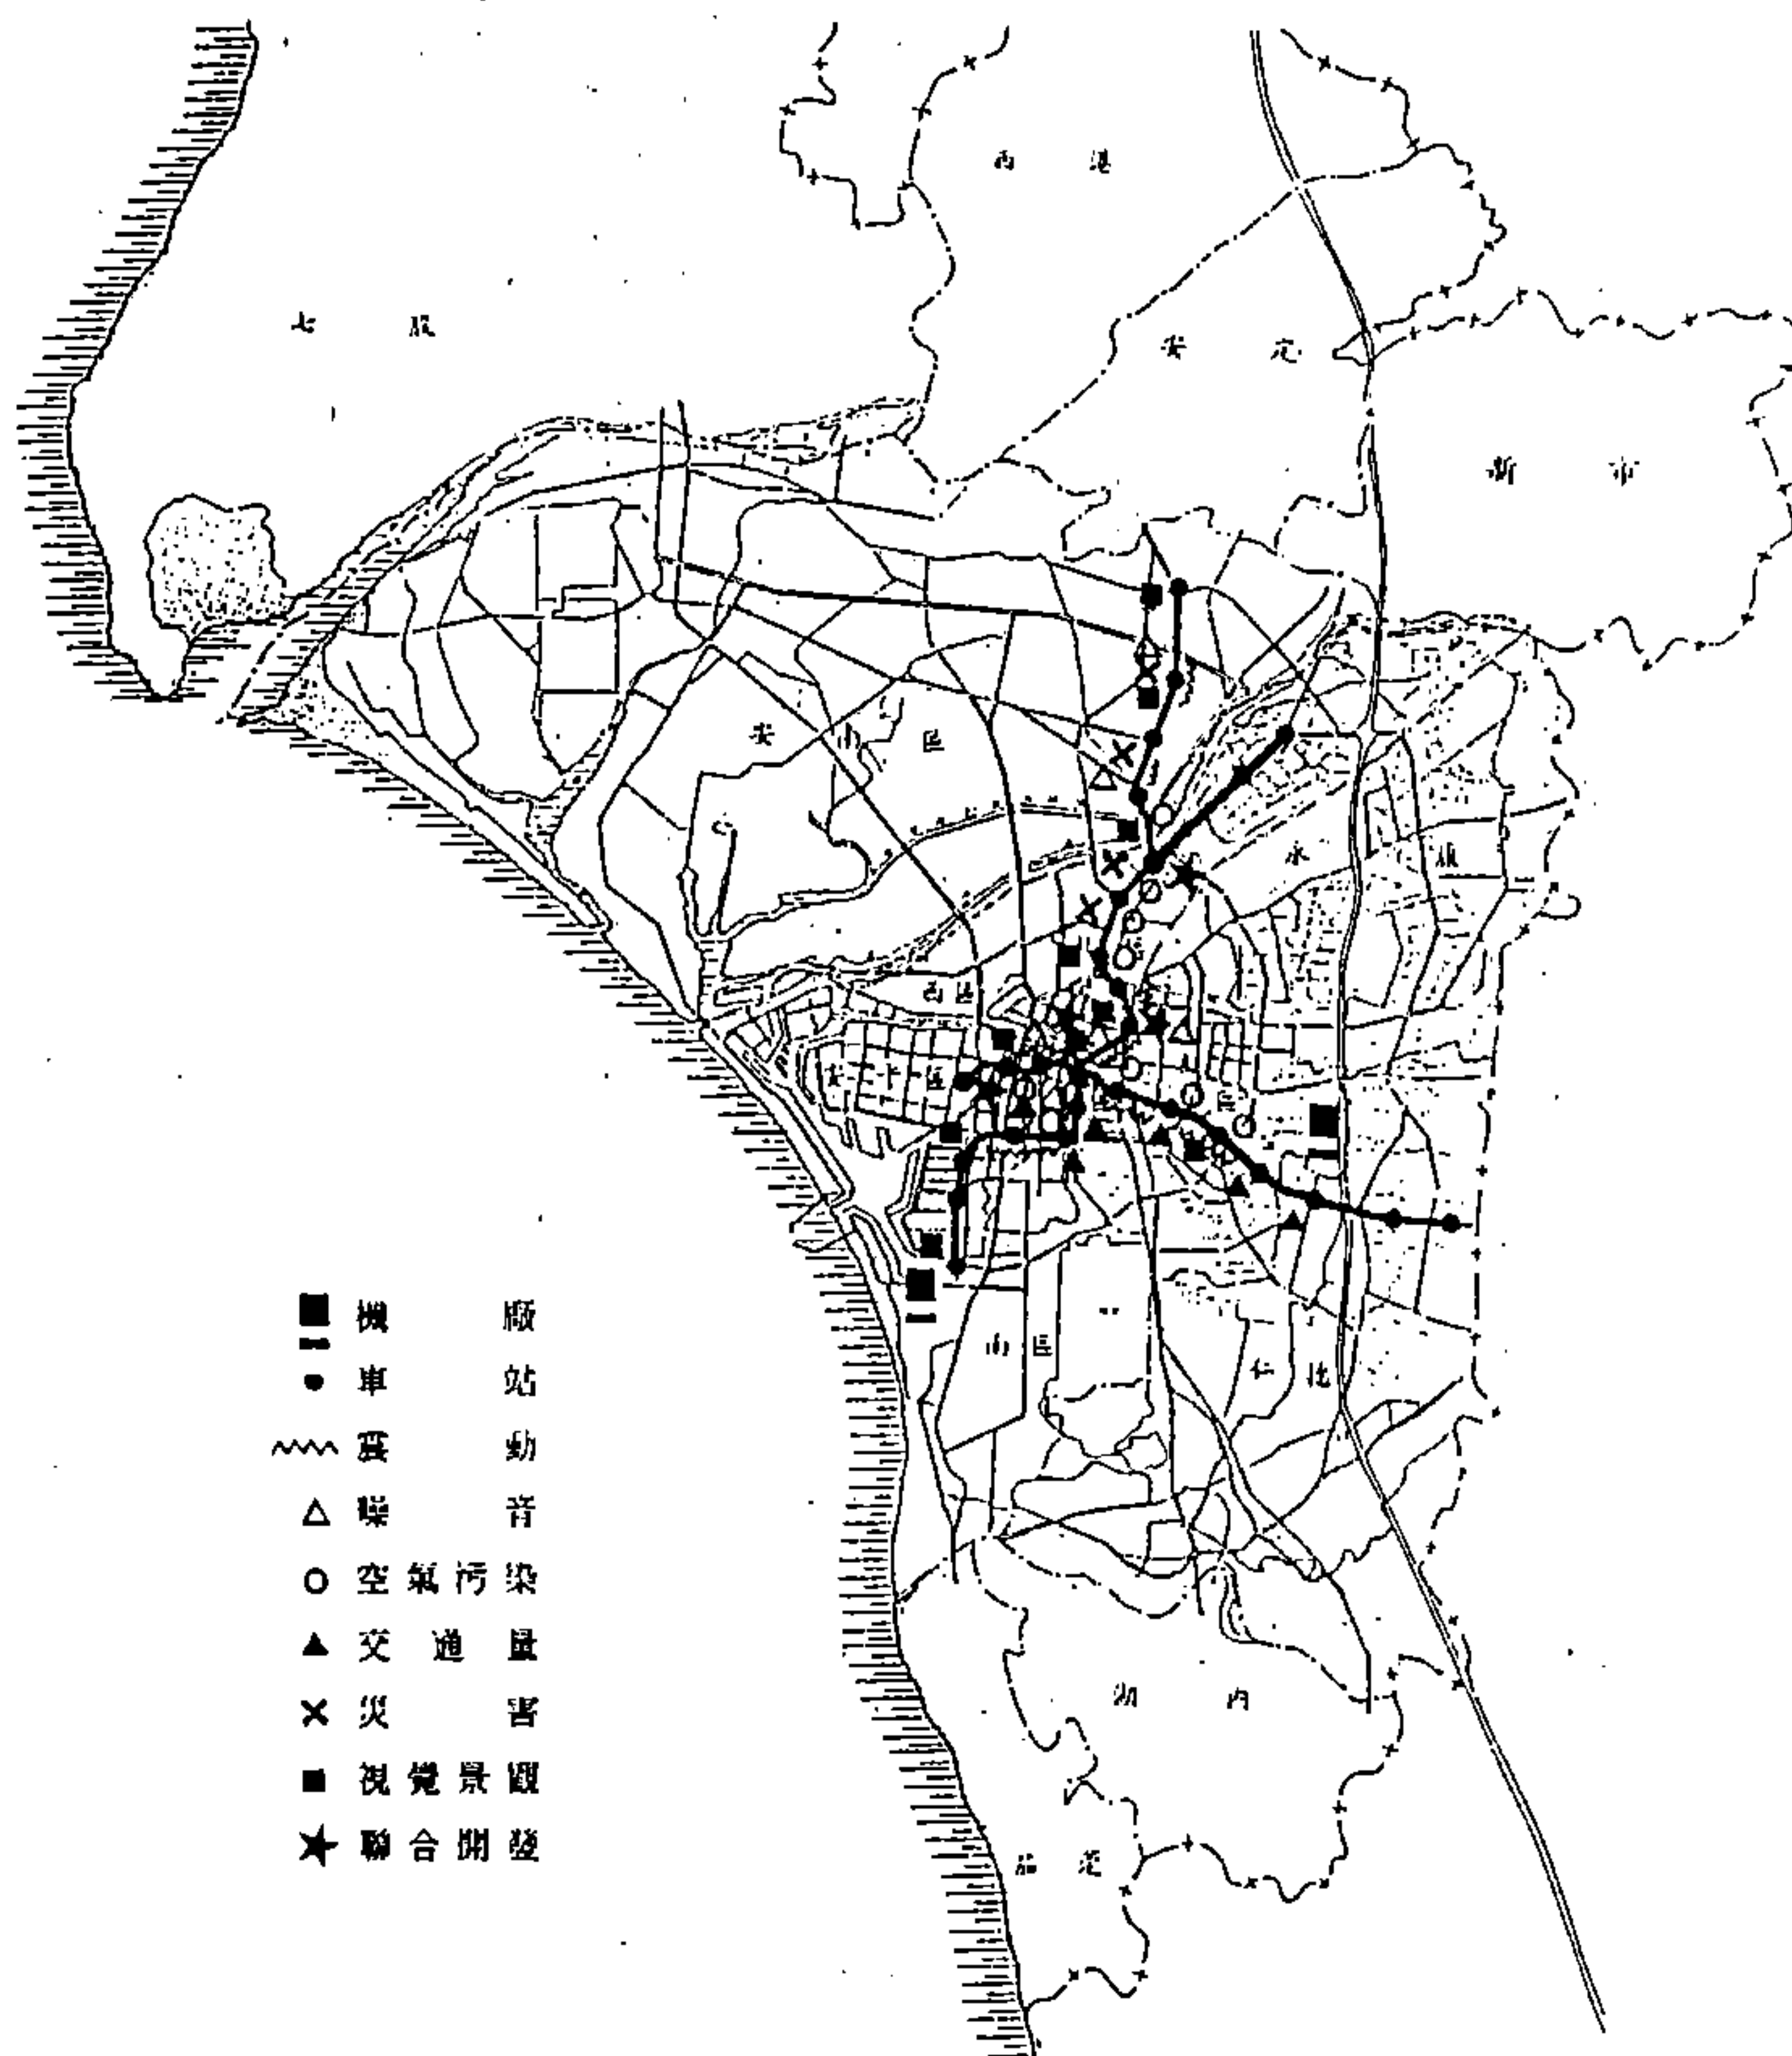 西港
七股
安定
新市
安南區
永康
西區
安平區
區
南區
仁德
湖內
茄萣
機廠
車站
震動
噪音
空氣污染
交通量
災害
視覺景觀
聯合開發